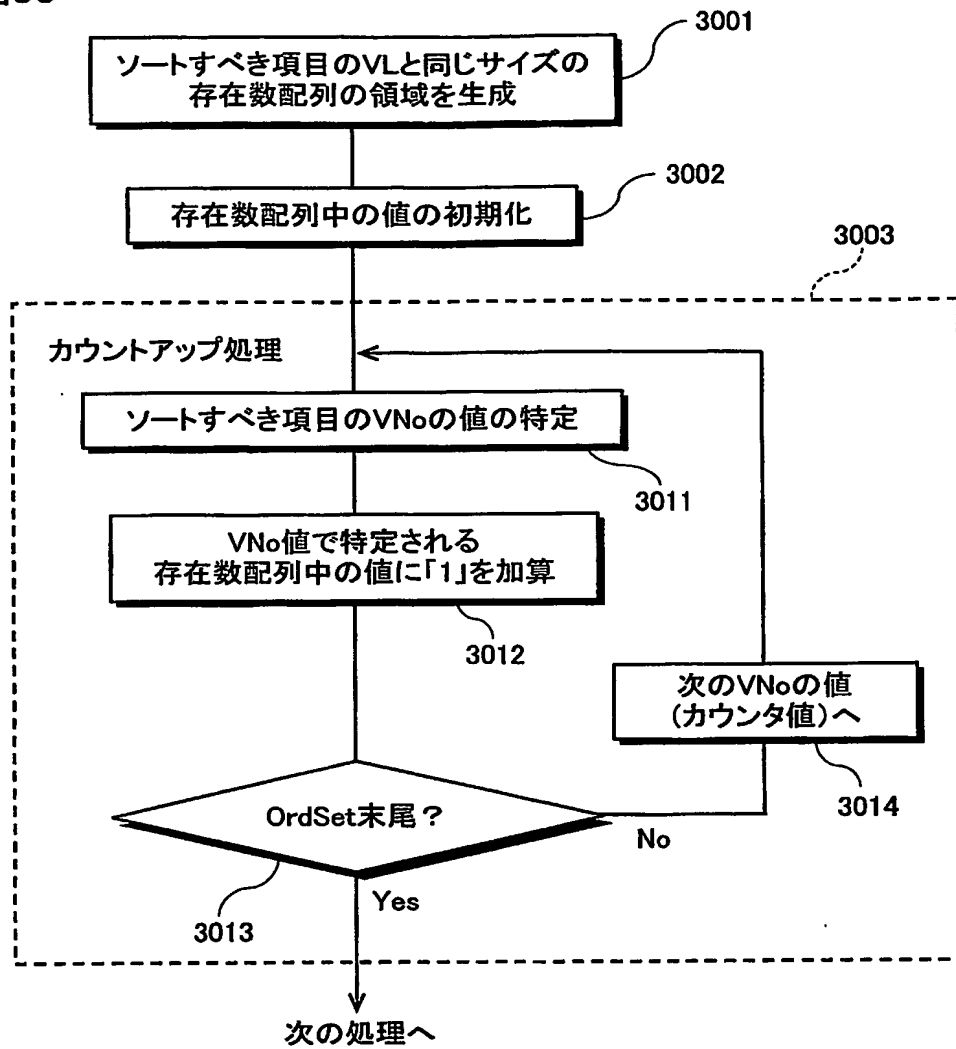 3001
ソートすべき項目のVLと同じサイズの
存在数配列の領域を生成
3002
存在数配列中の値の初期化
3003
カウントアップ処理
ソートすべき項目のVNoの値の特定
3011
VNo値で特定される
存在数配列中の値に「1」を加算
3012
次のVNoの値
(カウンタ値)へ
3014
OrdSet末尾?
No
Yes
3013
次の処理へ